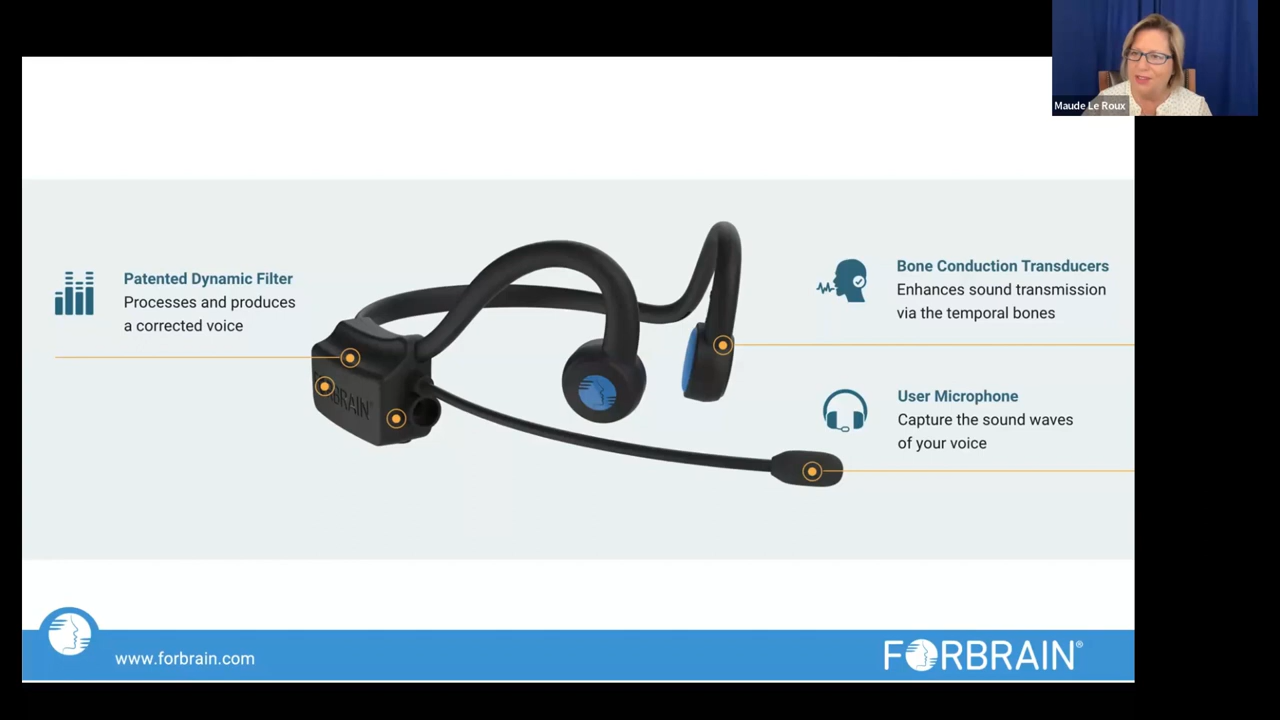 Maude Le Roux
Patented Dynamic Filter
Processes and produces
a corrected voice
Bone Conduction Transducers
Enhances sound transmission
via the temporal bones
User Microphone
Capture the sound waves
of your voice
FORBRAIN®
www.forbrain.com
FORBRAIN®